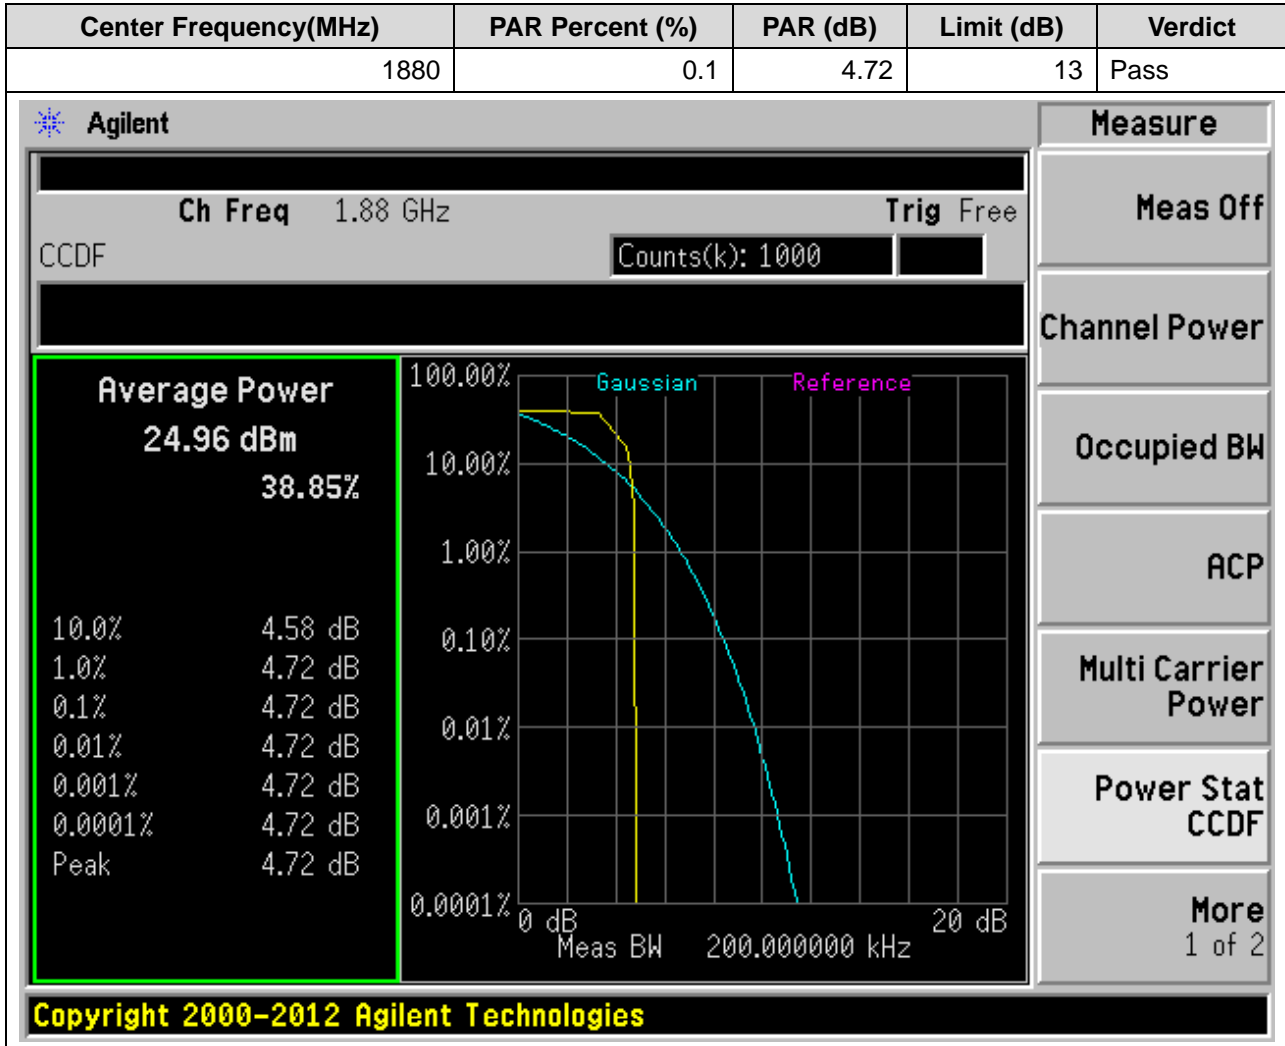 Center Frequency(MHz) PAR Percent (%) PAR (dB) Limit (dB) Verdict
1880 0.1 4.72 13 Pass
Agilent
Measure
Ch Freq 1.88 GHz Trig Free
CCDF Counts(k): 1000
Meas Off
Channel Power
Occupied BW
ACP
Multi Carrier
Power
Power Stat
CCDF
More
1 of 2
Average Power
24.96 dBm
38.85%
10.0% 4.58 dB
1.0% 4.72 dB
0.1% 4.72 dB
0.01% 4.72 dB
0.001% 4.72 dB
0.0001% 4.72 dB
Peak 4.72 dB
Gaussian Reference
100.00%
10.00%
1.00%
0.10%
0.01%
0.001%
0.0001%
0 dB 20 dB
Meas BW 200.000000 kHz
Copyright 2000-2012 Agilent Technologies